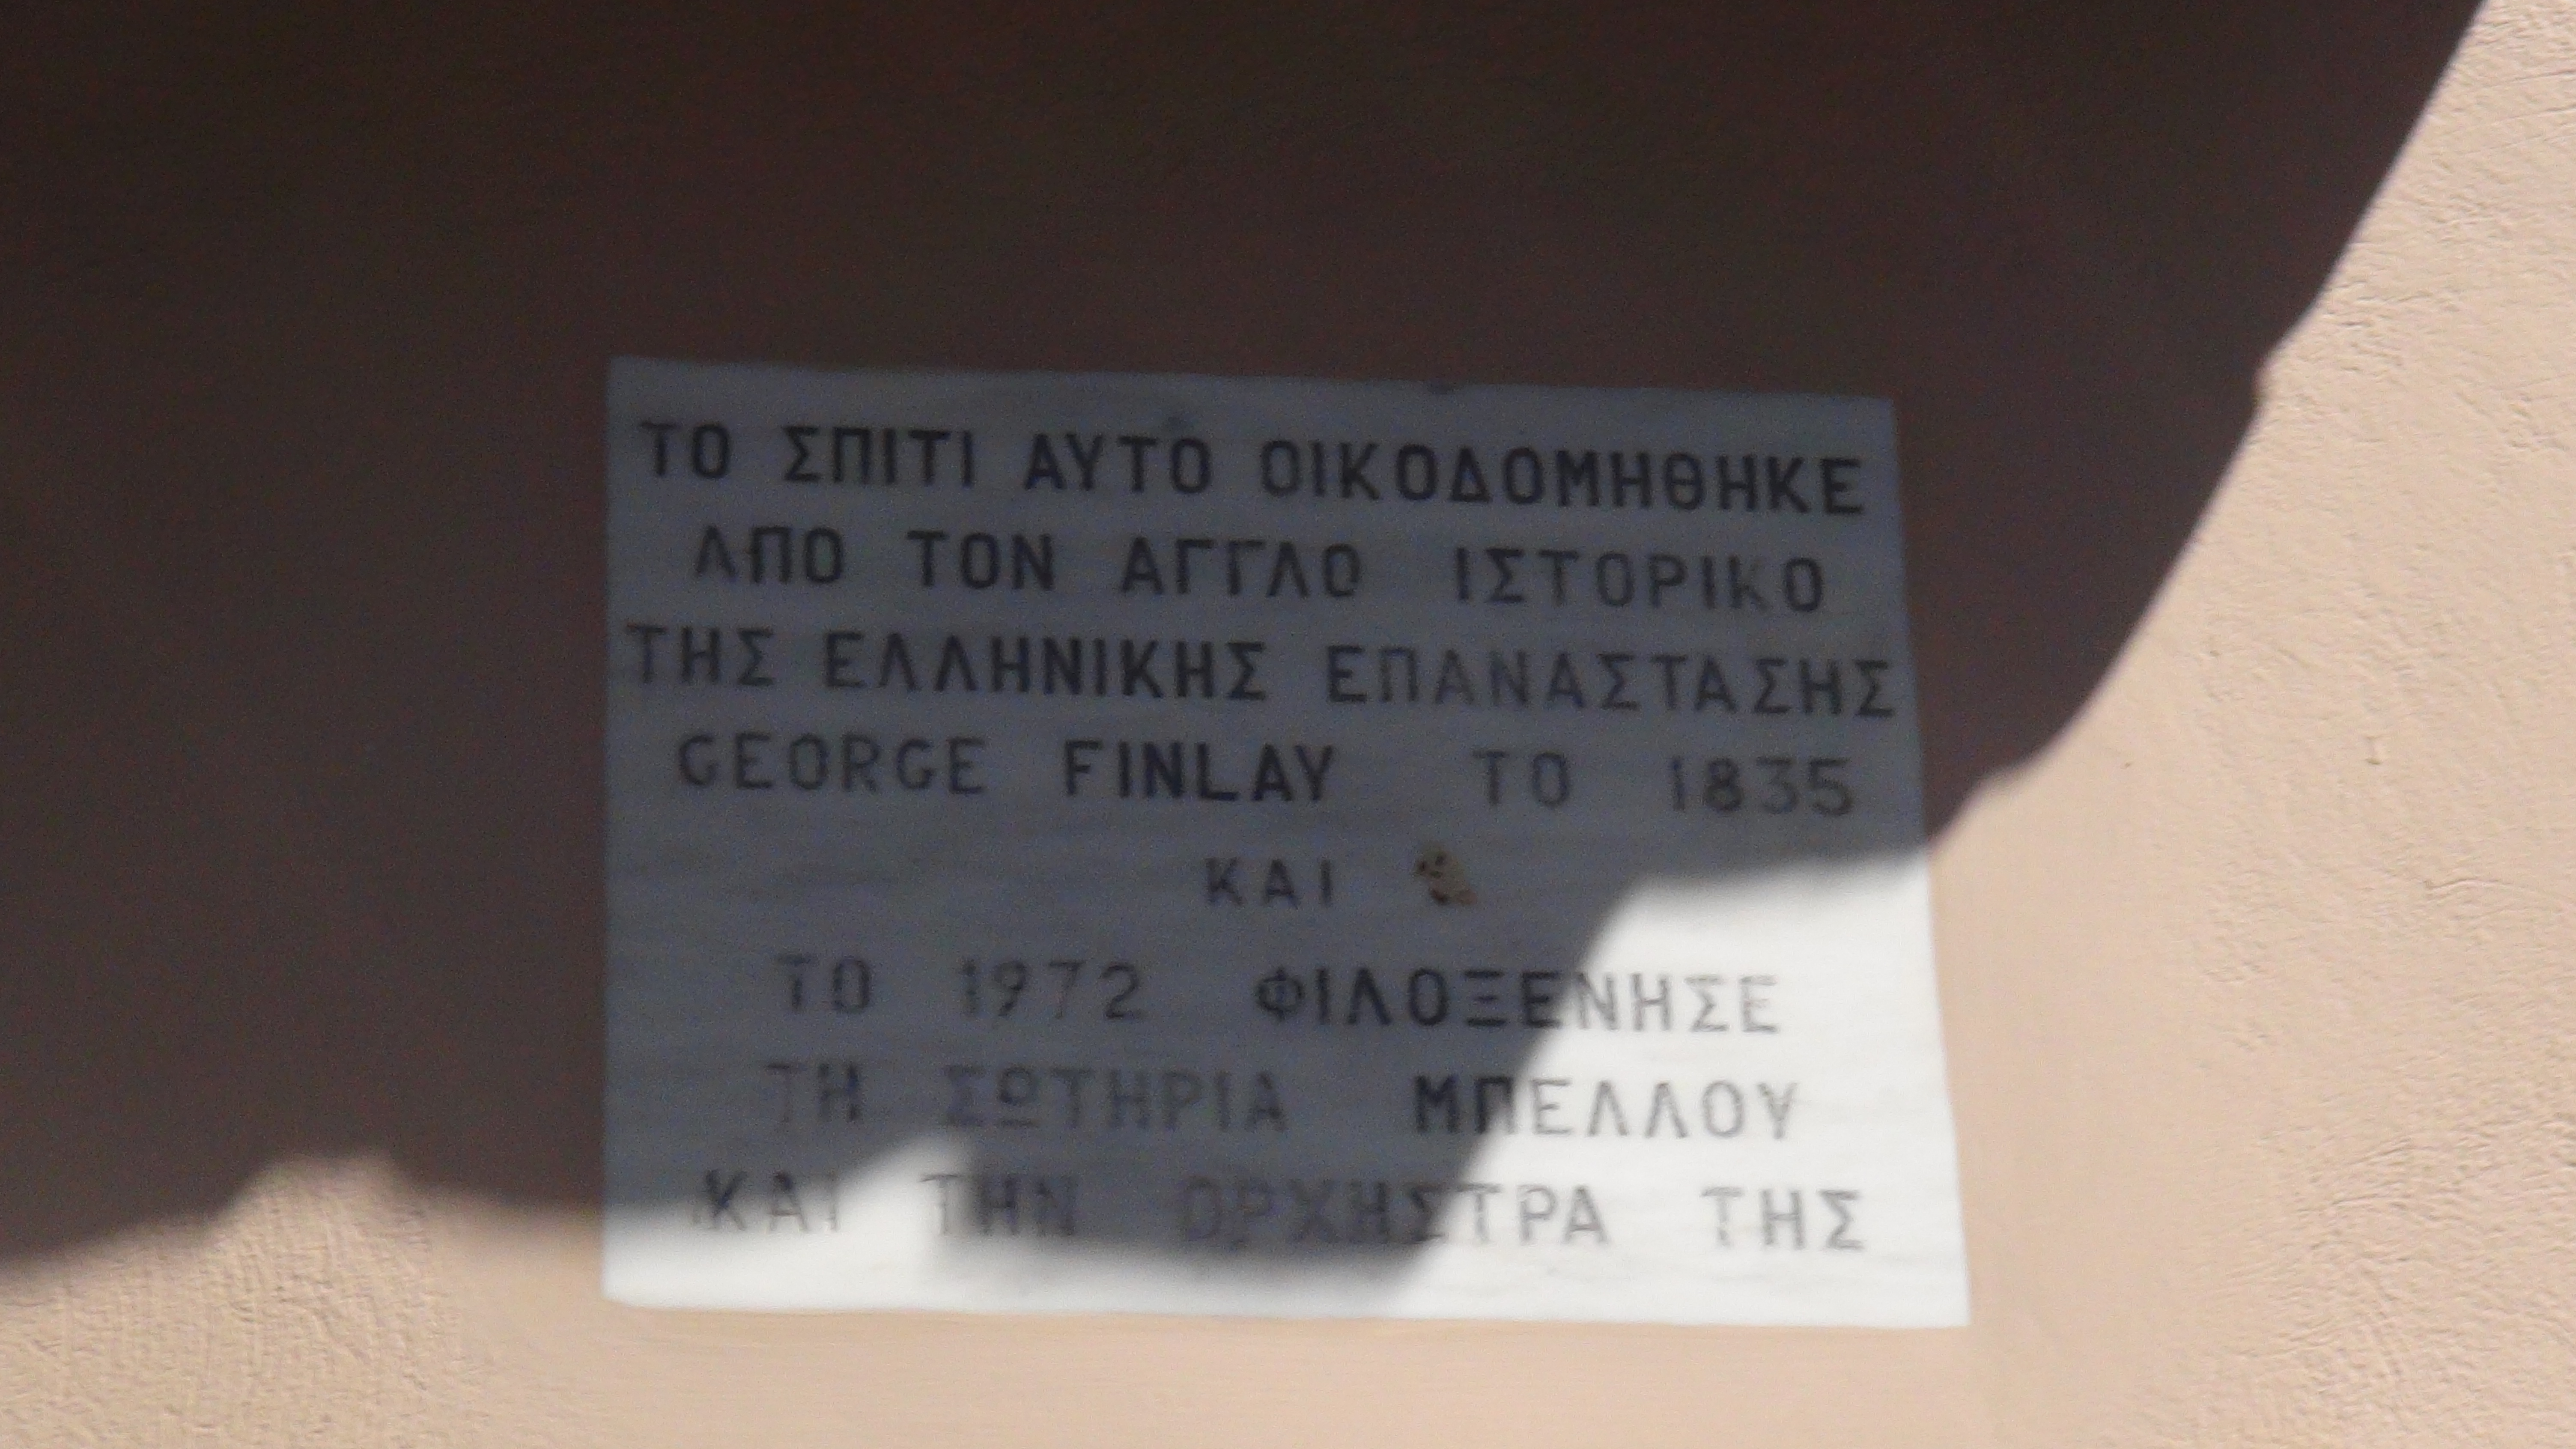 ΤΟ ΣΠΙΤΙ ΑΥΤΟ ΟΙΚΟΔΟΜΗΘΗΚΕ
ΑΠΟ ΤΟΝ ΑΓΓΛΟ ΙΣΤΟΡΙΚΟ
ΤΗΣ ΕΛΛΗΝΙΚΗΣ ΕΠΑΝΑΣΤΑΣΗΣ
GEORGE FINLAY ΤΟ 1835
ΚΑΙ
ΤΟ 1972 ΦΙΛΟΞΕΝΗΣΕ
ΤΗ ΣΩΤΗΡΙΑ ΜΠΕΛΛΟΥ
ΚΑΙ ΤΗΝ ΟΡΧΗΣΤΡΑ ΤΗΣ